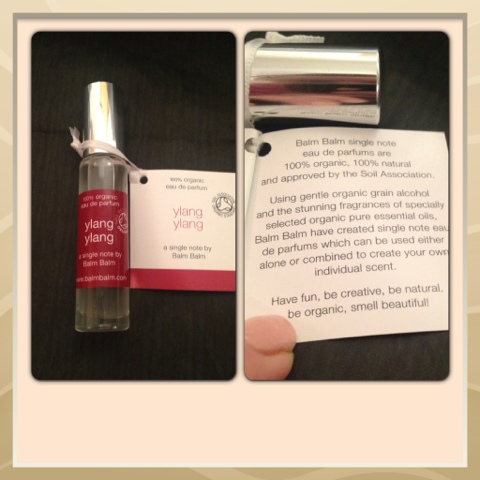 100% organic
eau de parfum
ylang
ylang
a single note by
Balm Balm
www.balmbalm.com
100% organic
eau de parfum
ylang
ylang
a single note by
Balm Balm
Balm Balm single note
eau de parfums are
100% organic, 100% natural
and approved by the Soil Association.
Using gentle organic grain alcohol
and the stunning fragrances of specially
selected organic pure essential oils,
Balm Balm have created single note eau
de parfums which can be used either
alone or combined to create your own
individual scent.
Have fun, be creative, be natural,
be organic, smell beautiful!